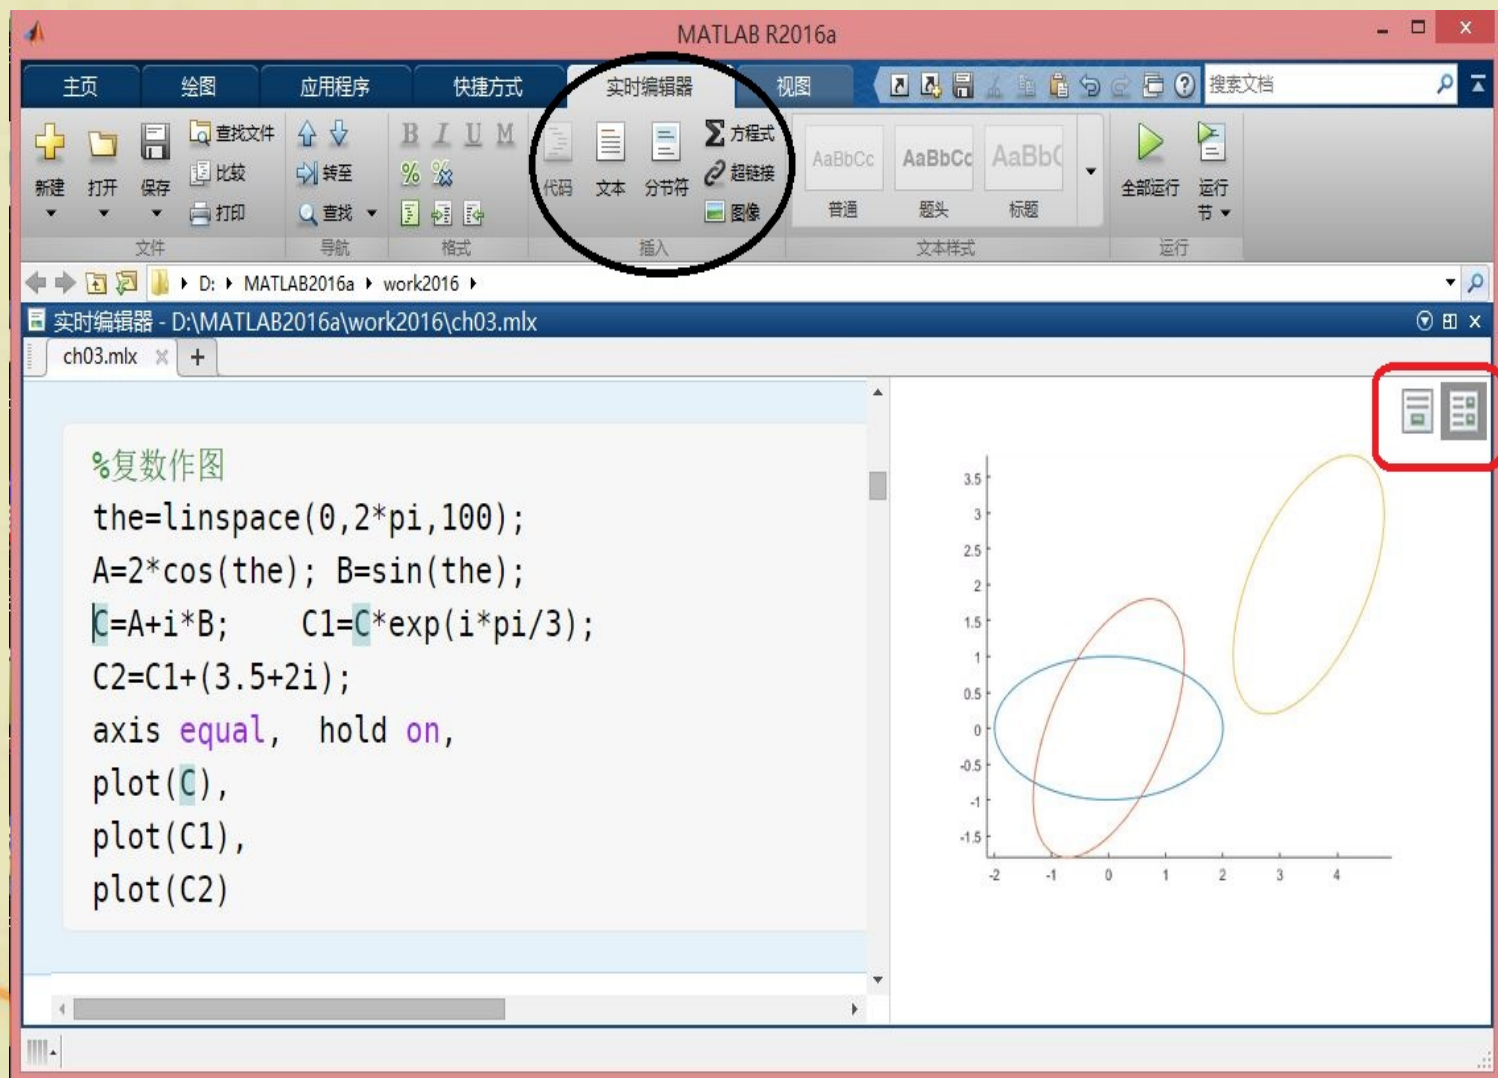 MATLAB R2016a
主页 绘图 应用程序 快捷方式 实时编辑器 视图 搜索文档
查找文件 B I U M 方程式
新建 打开 保存 比较 转至 代码 文本 分节符 超链接 AaBbCc AaBbCc AaBb 全部运行 运行节
打印 查找 图像 普通 题头 标题
文件 导航 格式 插入 文本样式 运行
D: MATLAB2016a work2016
实时编辑器 - D:\MATLAB2016a\work2016\ch03.mlx
ch03.mlx
%复数作图
the=linspace(0,2*pi,100);
A=2*cos(the); B=sin(the);
C=A+i*B; C1=C*exp(i*pi/3);
C2=C1+(3.5+2i);
axis equal, hold on,
plot(C),
plot(C1),
plot(C2)
3.5
3
2.5
2
1.5
1
0.5
0
-0.5
-1
-1.5
-2 -1 0 1 2 3 4